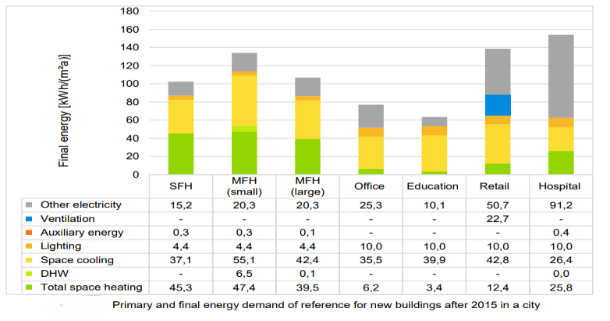 Final energy [kWh/(m²a)]
180
160
140
120
100
80
60
40
20
0
SFH MFH (small) MFH (large) Office Education Retail Hospital
Other electricity 15,2 20,3 20,3 25,3 10,1 50,7 91,2
Ventilation - - - - - 22,7 -
Auxiliary energy 0,3 0,3 0,1 - - - 0,4
Lighting 4,4 4,4 4,4 10,0 10,0 10,0 10,0
Space cooling 37,1 55,1 42,4 35,5 39,9 42,8 26,4
DHW - 6,5 0,1 - - - 0,0
Total space heating 45,3 47,4 39,5 6,2 3,4 12,4 25,8
- Primary and final energy demand of reference for new buildings after 2015 in a city